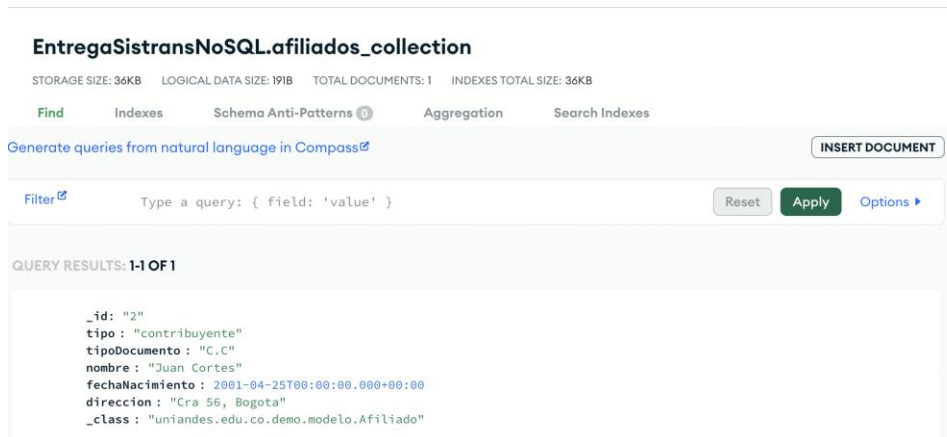 EntregaSistransNoSQL.afiliados_collection
STORAGE SIZE: 36KB LOGICAL DATA SIZE: 191B TOTAL DOCUMENTS: 1 INDEXES TOTAL SIZE: 36KB
Find Indexes Schema Anti-Patterns 0 Aggregation Search Indexes
Generate queries from natural language in Compass
INSERT DOCUMENT
Filter Type a query: { field: 'value' } Reset Apply Options
QUERY RESULTS: 1-1 OF 1
_id: "2"
tipo : "contribuyente"
tipoDocumento : "C.C"
nombre : "Juan Cortes"
fechaNacimiento : 2001-04-25T00:00:00.000+00:00
direccion : "Cra 56, Bogota"
_class : "uniandes.edu.co.demo.modelo.Afiliado"